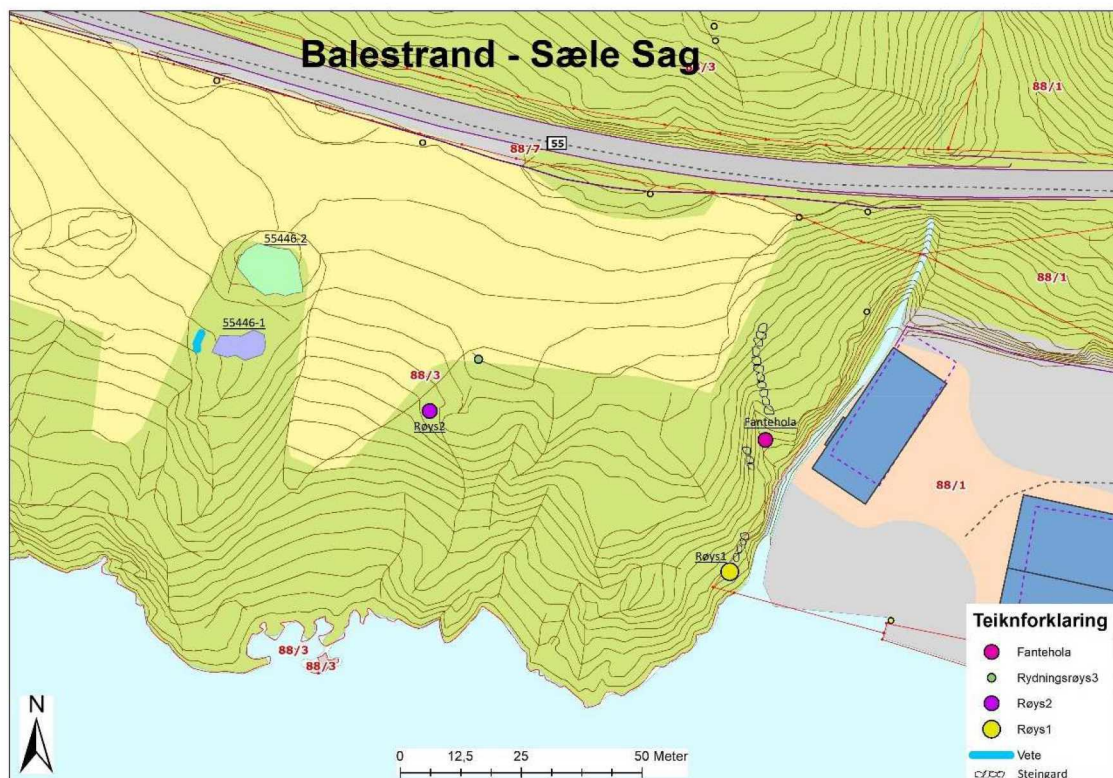 Balestrand - Sæle Sag
88/3
88/1
88/7
55
55446-2
88/1
55446-1
88/3
Røys2
Fantehola
88/1
Røys1
88/3
88/3
Teiknforklaring
Fantehola
Rydningsrøys3
Røys2
Røys1
Vete
Steingard
N
0 12,5 25 50 Meter